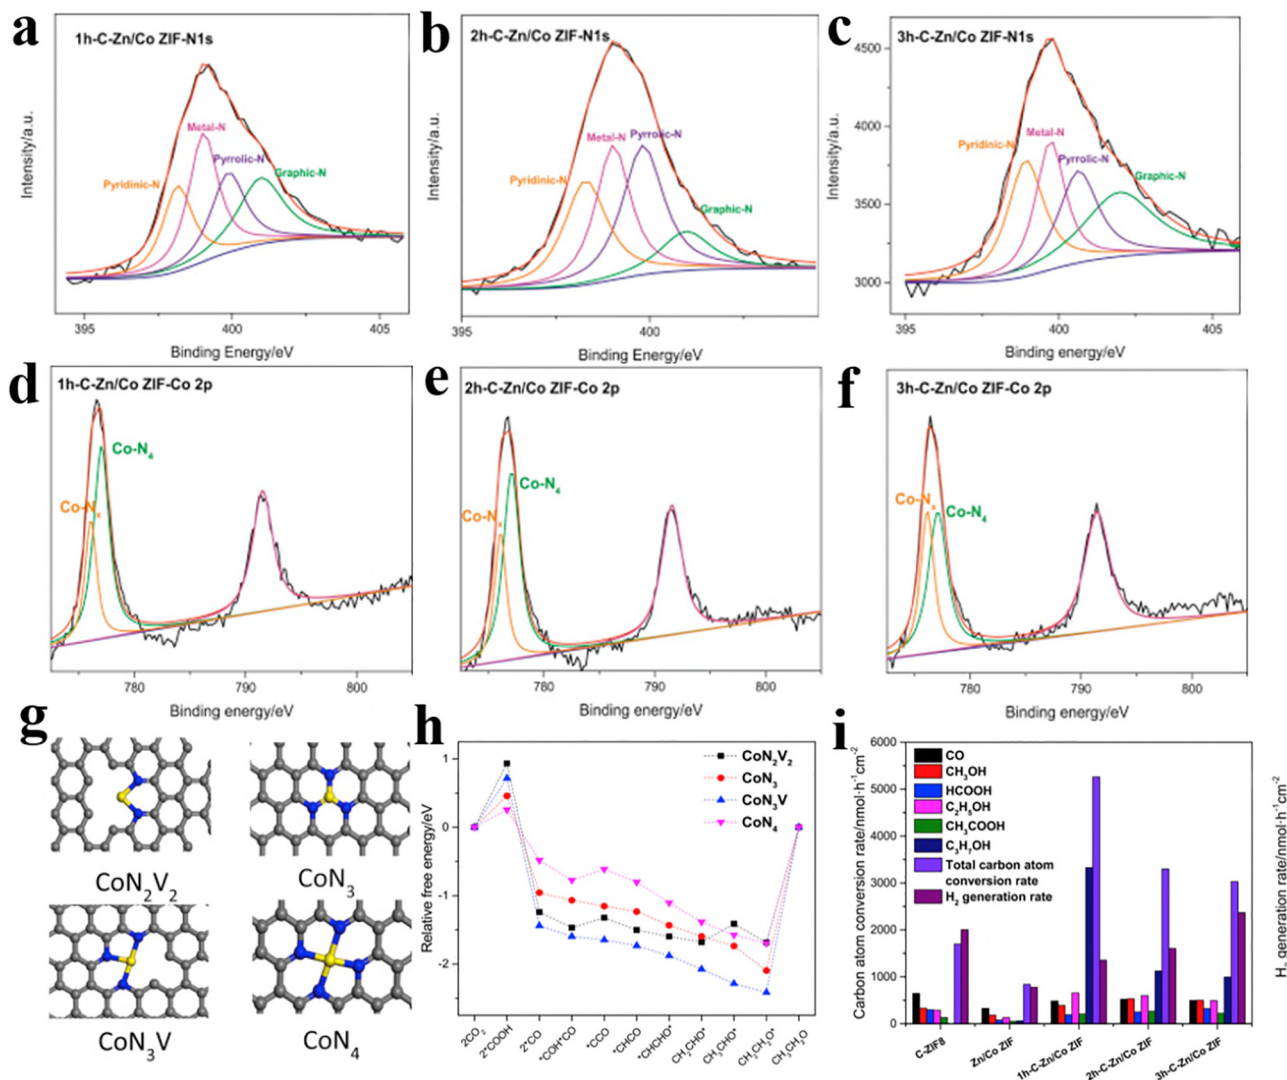 a
1h-C-Zn/Co ZIF-N1s
Metal-N
Pyrrolic-N
Pyridinic-N
Graphic-N
Intensity/a.u.
395 400 405
Binding Energy/eV
b
2h-C-Zn/Co ZIF-N1s
Metal-N
Pyrrolic-N
Pyridinic-N
Graphic-N
Intensity/a.u.
395 400
Binding Energy/eV
c
3h-C-Zn/Co ZIF-N1s
Metal-N
Pyridinic-N
Pyrrolic-N
Graphic-N
Intensity/a.u.
4500
4000
3500
3000
395 400 405
Binding Energy/eV
d
1h-C-Zn/Co ZIF-Co 2p
Co-N₄
Co-Nₓ
780 790 800
Binding energy/eV
e
2h-C-Zn/Co ZIF-Co 2p
Co-N₄
Co-Nₓ
780 790 800
Binding energy/eV
f
3h-C-Zn/Co ZIF-Co 2p
Co-Nₓ
Co-N₄
780 790 800
Binding energy/eV
g
CoN₂V₂
CoN₃
CoN₃V
CoN₄
h
Relative free energy/eV
1
0
-1
-2
CoN₂V₂
CoN₃
CoN₃V
CoN₄
2CO₂
2*COOH
2*CO
*COH*CO
*CCO
*CHCO
*CHCHO*
CH₂CHO*
CH₃CHO*
CH₃CH₂O*
CH₃CH₂O
i
Carbon atom conversion rate/nmol·h⁻¹cm⁻²
6000
5000
4000
3000
2000
1000
0
CO
CH₃OH
HCOOH
C₂H₅OH
CH₃COOH
C₃H₇OH
Total carbon atom
conversion rate
H₂ generation rate
C-ZIF8
Zn/Co ZIF
1h-C-Zn/Co ZIF
2h-C-Zn/Co ZIF
3h-C-Zn/Co ZIF
H₂ generation rate/nmol·h⁻¹cm⁻²